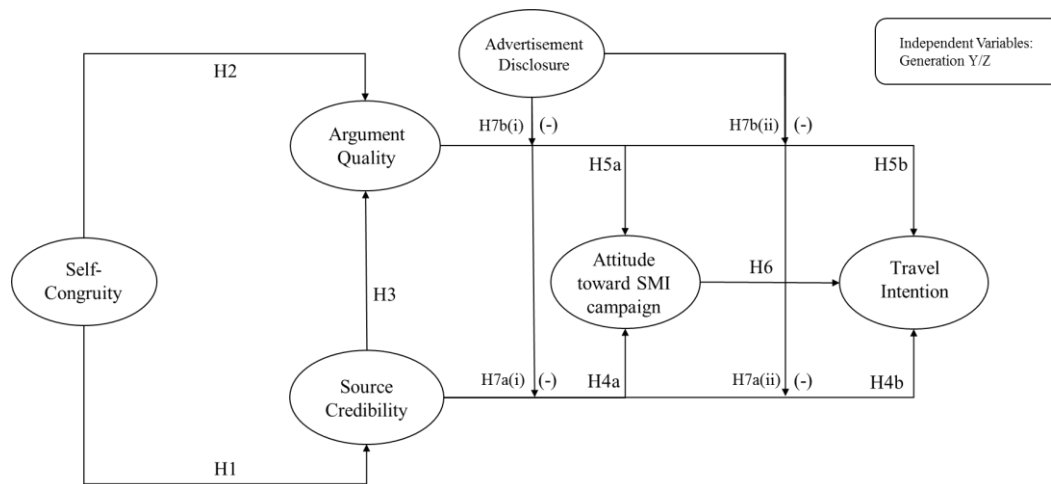 Advertisement
Disclosure
Independent Variables:
Generation Y/Z
H2
H7b(i)
(-)
H7b(ii)
(-)
Argument
Quality
H5a
H5b
Self-
Congruity
H3
Attitude
toward SMI
campaign
H6
Travel
Intention
H7a(i)
(-)
H4a
H7a(ii)
(-)
H4b
Source
Credibility
H1